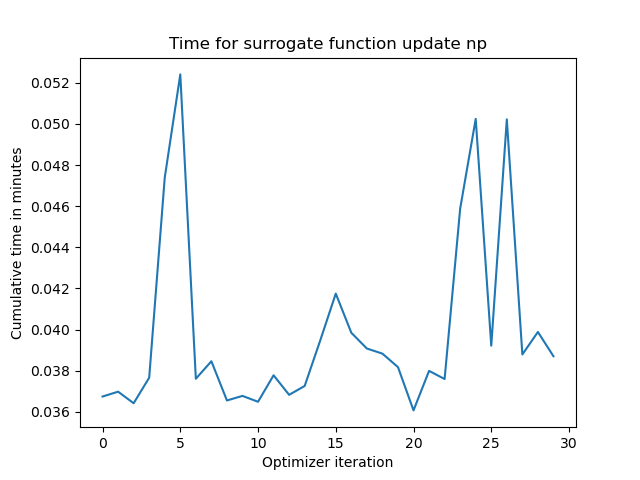 Time for surrogate function update np
0.052
0.050
0.048
0.046
0.044
0.042
0.040
0.038
0.036
Cumulative time in minutes
0 5 10 15 20 25 30
Optimizer iteration